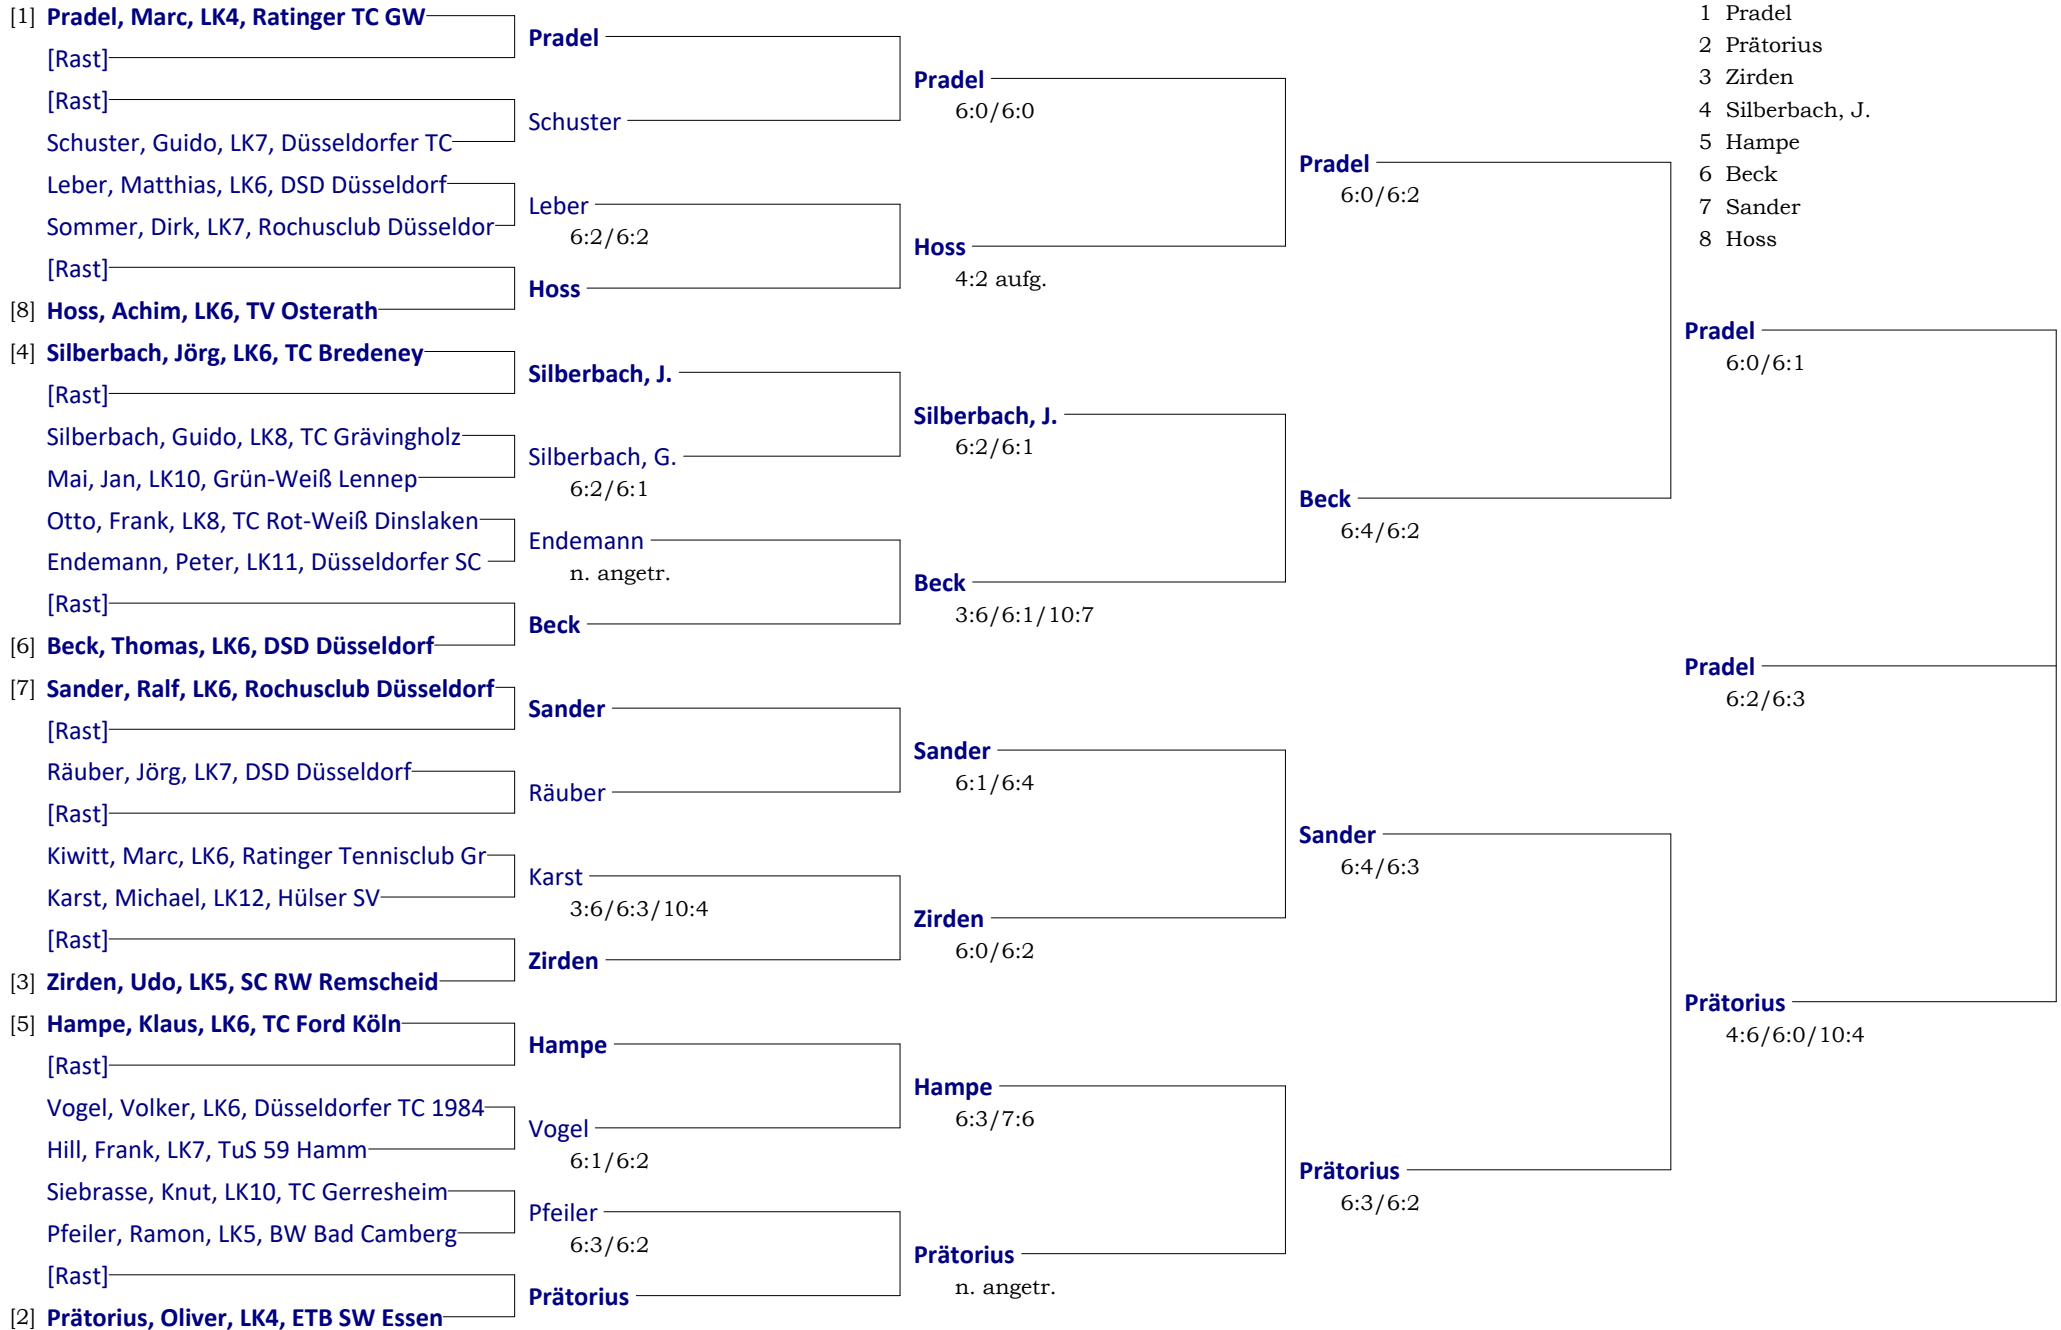 [1] Pradel, Marc, LK4, Ratinger TC GW
[Rast]
[Rast]
Schuster, Guido, LK7, Düsseldorfer TC
Leber, Matthias, LK6, DSD Düsseldorf
Sommer, Dirk, LK7, Rochusclub Düsseldor
[Rast]
[8] Hoss, Achim, LK6, TV Osterath
[4] Silberbach, Jörg, LK6, TC Bredeney
[Rast]
Silberbach, Guido, LK8, TC Grävingholz
Mai, Jan, LK10, Grün-Weiß Lennep
Otto, Frank, LK8, TC Rot-Weiß Dinslaken
Endemann, Peter, LK11, Düsseldorfer SC
[Rast]
[6] Beck, Thomas, LK6, DSD Düsseldorf
[7] Sander, Ralf, LK6, Rochusclub Düsseldorf
[Rast]
Räuber, Jörg, LK7, DSD Düsseldorf
[Rast]
Kiwitt, Marc, LK6, Ratinger Tennisclub Gr
Karst, Michael, LK12, Hülser SV
[Rast]
[3] Zirden, Udo, LK5, SC RW Remscheid
[5] Hampe, Klaus, LK6, TC Ford Köln
[Rast]
Vogel, Volker, LK6, Düsseldorfer TC 1984
Hill, Frank, LK7, TuS 59 Hamm
Siebrasse, Knut, LK10, TC Gerresheim
Pfeiler, Ramon, LK5, BW Bad Camberg
[Rast]
[2] Prätorius, Oliver, LK4, ETB SW Essen
Pradel
Schuster
Leber
6:2/6:2
Hoss
Silberbach, J.
Silberbach, G.
6:2/6:1
Endemann
n. angetr.
Beck
Sander
Räuber
Karst
3:6/6:3/10:4
Zirden
Hampe
Vogel
6:1/6:2
Pfeiler
6:3/6:2
Prätorius
Pradel
6:0/6:0
Hoss
4:2 aufg.
Silberbach, J.
6:2/6:1
Beck
3:6/6:1/10:7
Sander
6:1/6:4
Zirden
6:0/6:2
Hampe
6:3/7:6
Prätorius
n. angetr.
Pradel
6:0/6:2
Beck
6:4/6:2
Sander
6:4/6:3
Prätorius
6:3/6:2
1 Pradel
2 Prätorius
3 Zirden
4 Silberbach, J.
5 Hampe
6 Beck
7 Sander
8 Hoss
Pradel
6:0/6:1
Pradel
6:2/6:3
Prätorius
4:6/6:0/10:4